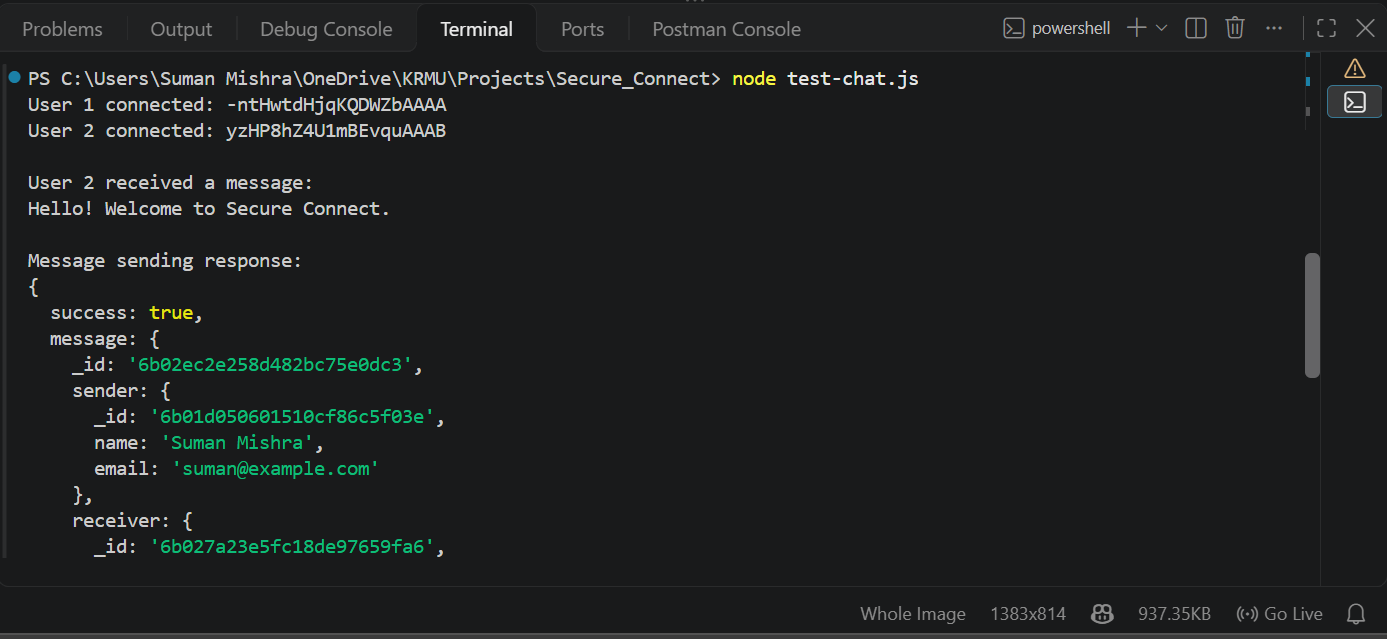 Problems Output Debug Console Terminal Ports Postman Console powershell
PS C:\Users\Suman Mishra\OneDrive\KRMU\Projects\Secure_Connect> node test-chat.js
User 1 connected: -ntHwtdHjqKQDWZbAAAA
User 2 connected: yzHP8hZ4U1mBEvquAAAB
User 2 received a message:
Hello! Welcome to Secure Connect.
Message sending response:
{
  success: true,
  message: {
    _id: '6b02ec2e258d482bc75e0dc3',
    sender: {
      _id: '6b01d050601510cf86c5f03e',
      name: 'Suman Mishra',
      email: 'suman@example.com'
    },
    receiver: {
      _id: '6b027a23e5fc18de97659fa6',
Whole Image 1383x814 937.35KB Go Live